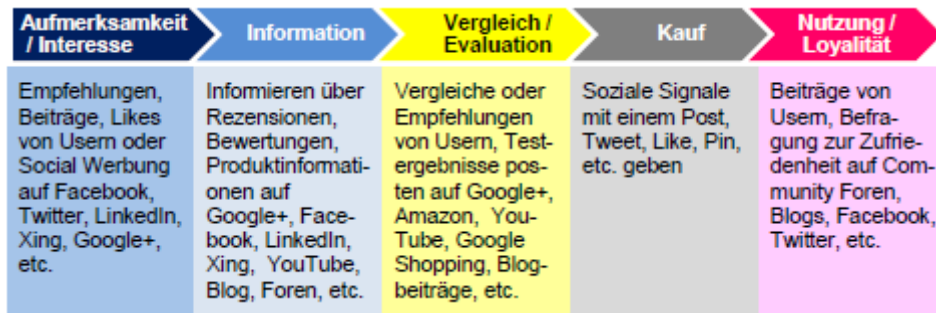 Aufmerksamkeit
/ Interesse
Information
Vergleich /
Evaluation
Kauf
Nutzung /
Loyalität
Empfehlungen,
Beiträge, Likes
von Usern oder
Social Werbung
auf Facebook,
Twitter, LinkedIn,
Xing, Google+,
etc.
Informieren über
Rezensionen,
Bewertungen,
Produktinformati-
onen auf
Google+, Face-
book, LinkedIn,
Xing, YouTube,
Blog, Foren, etc.
Vergleiche oder
Empfehlungen
von Usern, Test-
ergebnisse pos-
ten auf Google+,
Amazon, You-
Tube, Google
Shopping, Blog-
beiträge, etc.
Soziale Signale
mit einem Post,
Tweet, Like, Pin,
etc. geben
Beiträge von
Usern, Befra-
gung zur Zufrie-
denheit auf Com-
munity Foren,
Blogs, Facebook,
Twitter, etc.